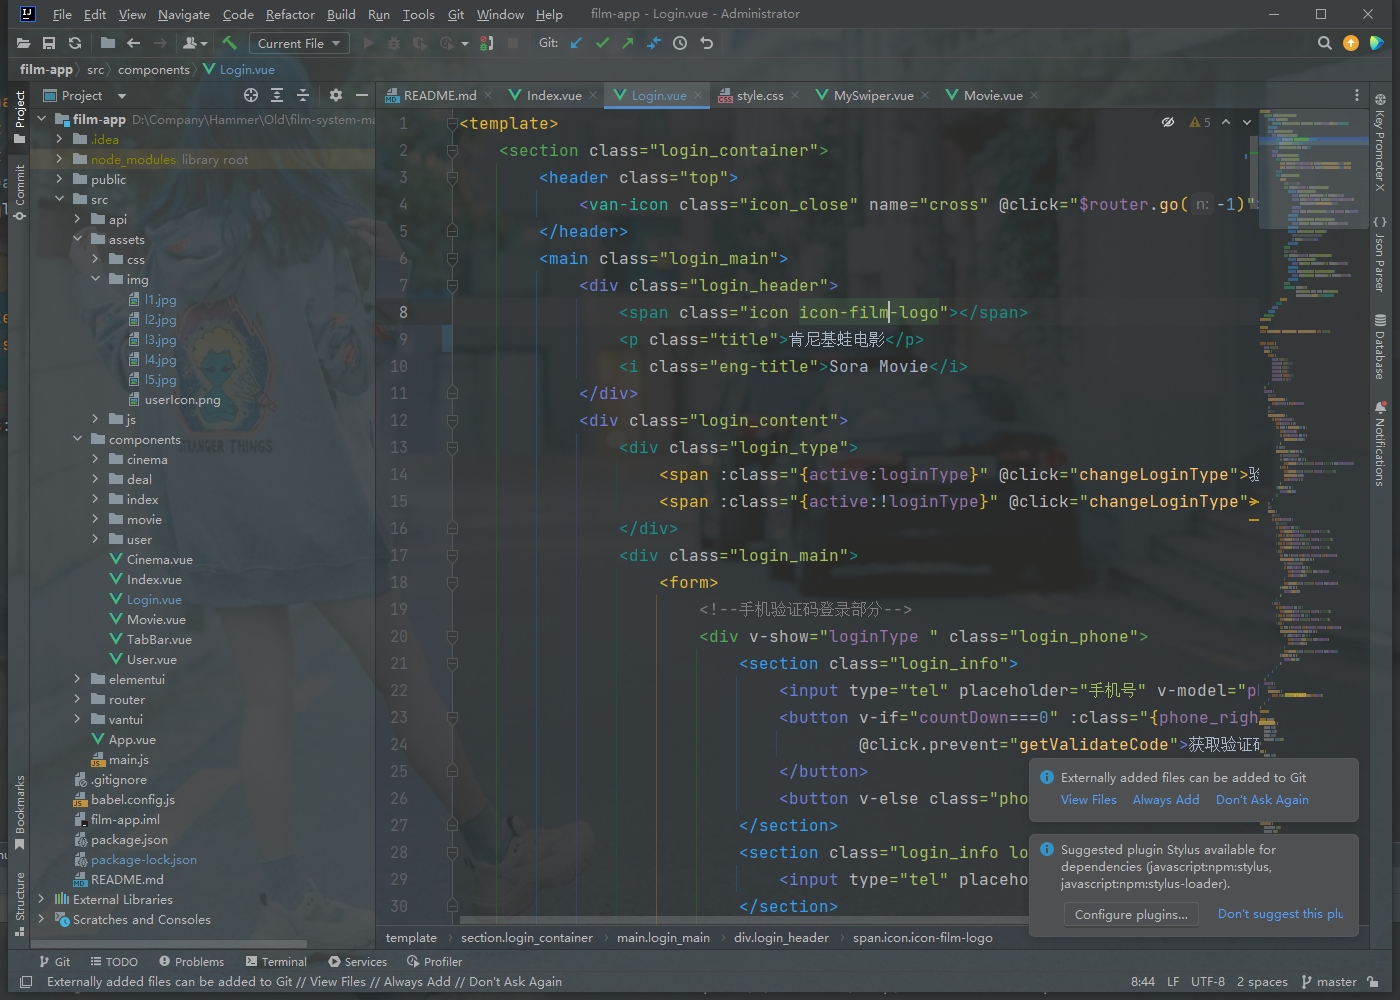 File Edit View Navigate Code Refactor Build Run Tools Git Window Help film-app - Login.vue - Administrator
Current File Git:
film-app src components Login.vue
Project
README.md Index.vue Login.vue style.css MySwiper.vue Movie.vue
Project
Commit
Bookmarks
Structure
film-app D:\Company\Hammer\Old\film-system-ma
.idea
node_modules library root
public
src
api
assets
css
img
l1.jpg
l2.jpg
l3.jpg
l4.jpg
l5.jpg
userIcon.png
js
components
cinema
deal
index
movie
user
Cinema.vue
Index.vue
Login.vue
Movie.vue
TabBar.vue
User.vue
elementui
router
vantui
App.vue
main.js
.gitignore
babel.config.js
film-app.iml
package.json
package-lock.json
README.md
External Libraries
Scratches and Consoles
STRANGER THINGS
5
1 <template>
2 <section class="login_container">
3 <header class="top">
4 <van-icon class="icon_close" name="cross" @click="$router.go( n: -1)"
5 </header>
6 <main class="login_main">
7 <div class="login_header">
8 <span class="icon icon-film-logo"></span>
9 <p class="title">肯尼基蛙电影</p>
10 <i class="eng-title">Sora Movie</i>
11 </div>
12 <div class="login_content">
13 <div class="login_type">
14 <span :class="{active:loginType}" @click="changeLoginType">验
15 <span :class="{active:!loginType}" @click="changeLoginType">
16 </div>
17 <div class="login_main">
18 <form>
19 <!--手机验证码登录部分-->
20 <div v-show="loginType " class="login_phone">
21 <section class="login_info">
22 <input type="tel" placeholder="手机号" v-model="p
23 <button v-if="countDown===0" :class="{phone_righ
24 @click.prevent="getValidateCode">获取验证码
25 </button>
26 <button v-else class="pho
27 </section>
28 <section class="login_info lo
29 <input type="tel" placeho
30 </section>
Key Promoter X
Json Parser
Database
Notifications
Externally added files can be added to Git
View Files Always Add Don't Ask Again
Suggested plugin Stylus available for
dependencies (javascript:npm:stylus,
javascript:npm:stylus-loader).
Configure plugins... Don't suggest this plu
template section.login_container main.login_main div.login_header span.icon.icon-film-logo
Git TODO Problems Terminal Services Profiler
Externally added files can be added to Git // View Files // Always Add // Don't Ask Again 8:44 LF UTF-8 2 spaces master